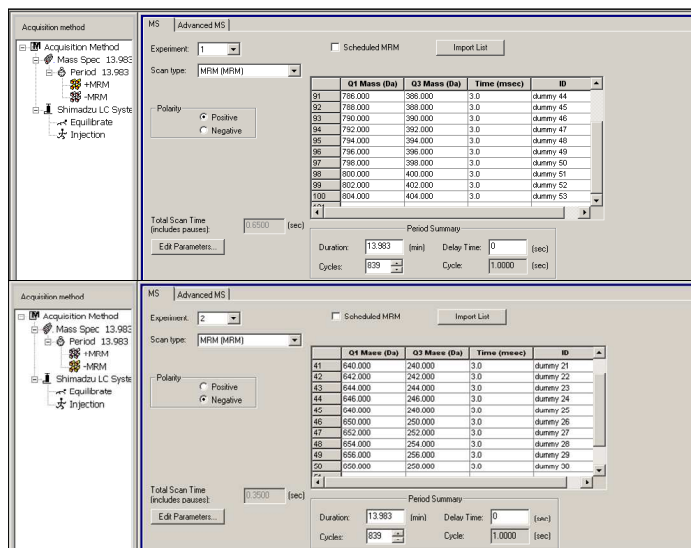 Acquisition method
Acquisition Method
Mass Spec 13.983
Period 13.983
+MRM
-MRM
Shimadzu LC Syste
Equilibrate
Injection
MS Advanced MS
Experiment: 1
Scheduled MRM Import List
Scan type: MRM (MRM)
Polarity
Positive
Negative
Q1 Mass (Da) Q3 Mass (Da) Time (msec) ID
91 786.000 386.000 3.0 dummy 44
92 788.000 388.000 3.0 dummy 45
93 790.000 390.000 3.0 dummy 46
94 792.000 392.000 3.0 dummy 47
95 794.000 394.000 3.0 dummy 48
96 796.000 396.000 3.0 dummy 49
97 798.000 398.000 3.0 dummy 50
98 800.000 400.000 3.0 dummy 51
99 802.000 402.000 3.0 dummy 52
100 804.000 404.000 3.0 dummy 53
Total Scan Time
(includes pauses): 0.6500 (sec)
Edit Parameters...
Period Summary
Duration: 13.983 (min) Delay Time: 0 (sec)
Cycles: 839 Cycle: 1.0000 (sec)
Acquisition method
Acquisition Method
Mass Spec 13.983
Period 13.983
+MRM
-MRM
Shimadzu LC Syste
Equilibrate
Injection
MS Advanced MS
Experiment: 2
Scheduled MRM Import List
Scan type: MRM (MRM)
Polarity
Positive
Negative
Q1 Mass (Da) Q3 Mass (Da) Time (msec) ID
41 640.000 240.000 3.0 dummy 21
42 642.000 242.000 3.0 dummy 22
43 644.000 244.000 3.0 dummy 23
44 646.000 246.000 3.0 dummy 24
45 648.000 248.000 3.0 dummy 25
46 650.000 250.000 3.0 dummy 26
47 652.000 252.000 3.0 dummy 27
48 654.000 254.000 3.0 dummy 28
49 656.000 256.000 3.0 dummy 29
50 658.000 258.000 3.0 dummy 30
Total Scan Time
(includes pauses): 0.3500 (sec)
Edit Parameters...
Period Summary
Duration: 13.983 (min) Delay Time: 0 (sec)
Cycles: 839 Cycle: 1.0000 (sec)